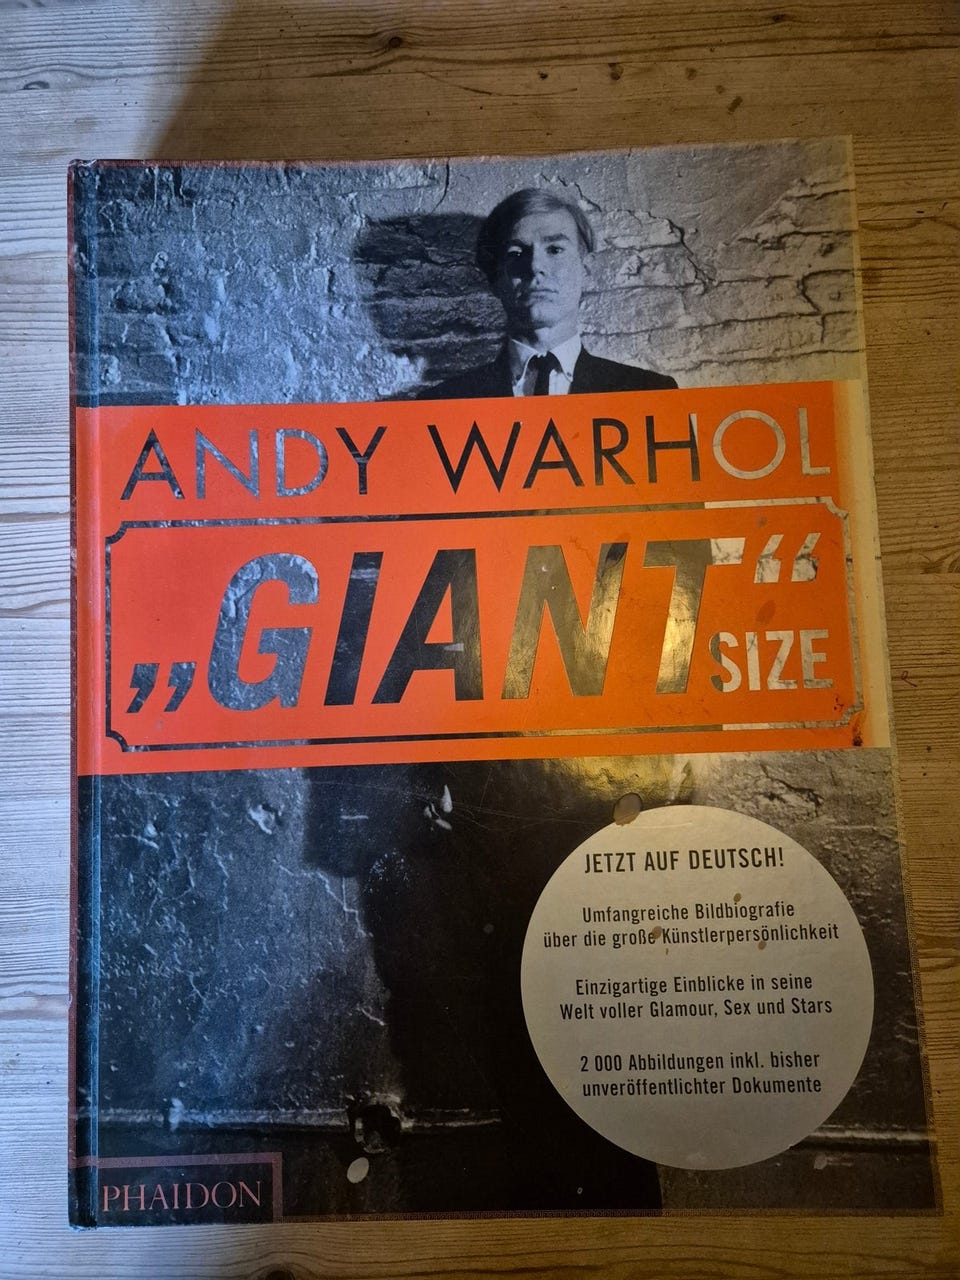 ANDY WARHOL
„GIANT“
SIZE
JETZT AUF DEUTSCH!
Umfangreiche Bildbiografie
über die große Künstlerpersönlichkeit
Einzigartige Einblicke in seine
Welt voller Glamour, Sex und Stars
2 000 Abbildungen inkl. bisher
unveröffentlichter Dokumente
PHAIDON